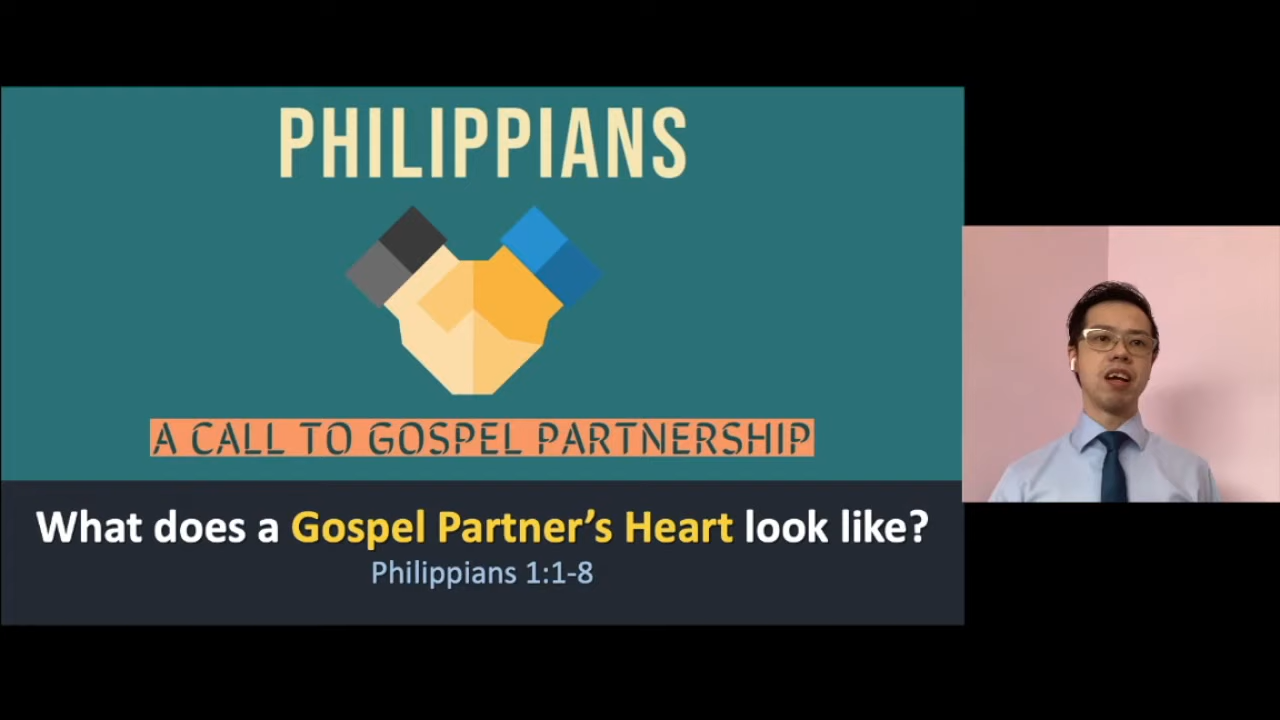 PHILIPPIANS
A CALL TO GOSPEL PARTNERSHIP
What does a Gospel Partner's Heart look like?
Philippians 1:1-8